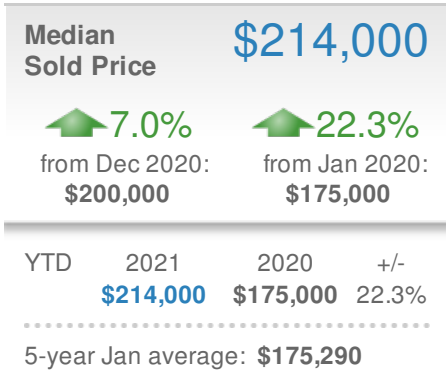 Median $214,000
Sold Price
7.0% 22.3%
from Dec 2020: from Jan 2020:
$200,000 $175,000
YTD 2021 2020 +/-
$214,000 $175,000 22.3%
5-year Jan average: $175,290